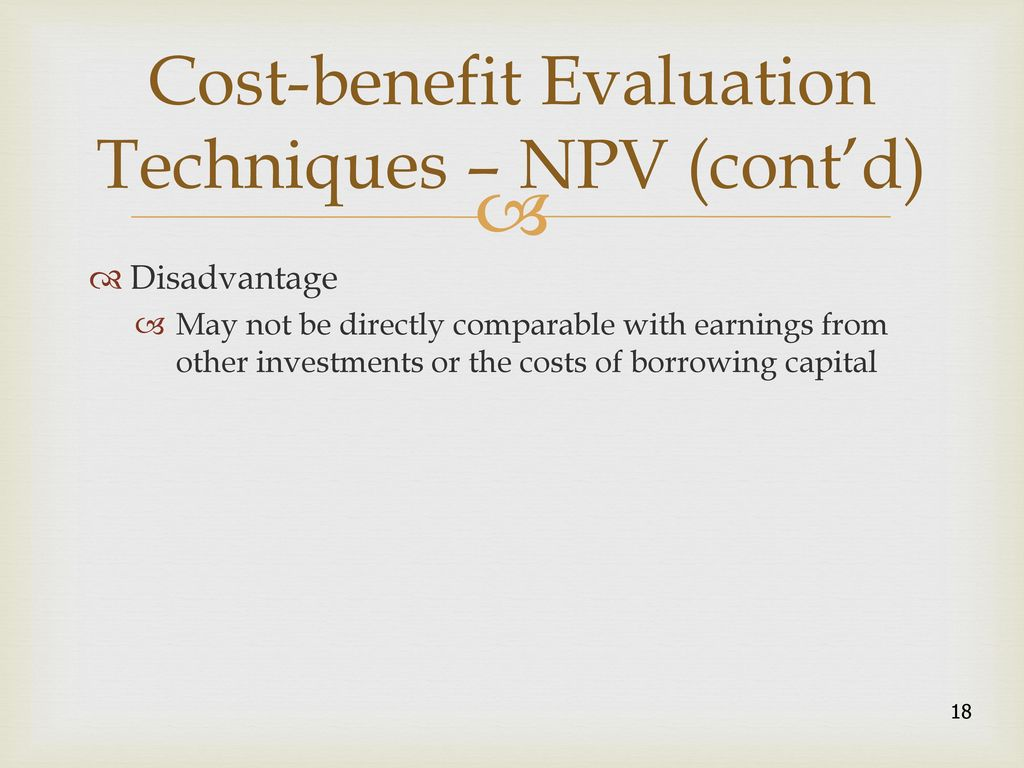 Cost-benefit Evaluation
Techniques – NPV (cont’d)
Disadvantage
May not be directly comparable with earnings from
other investments or the costs of borrowing capital
18